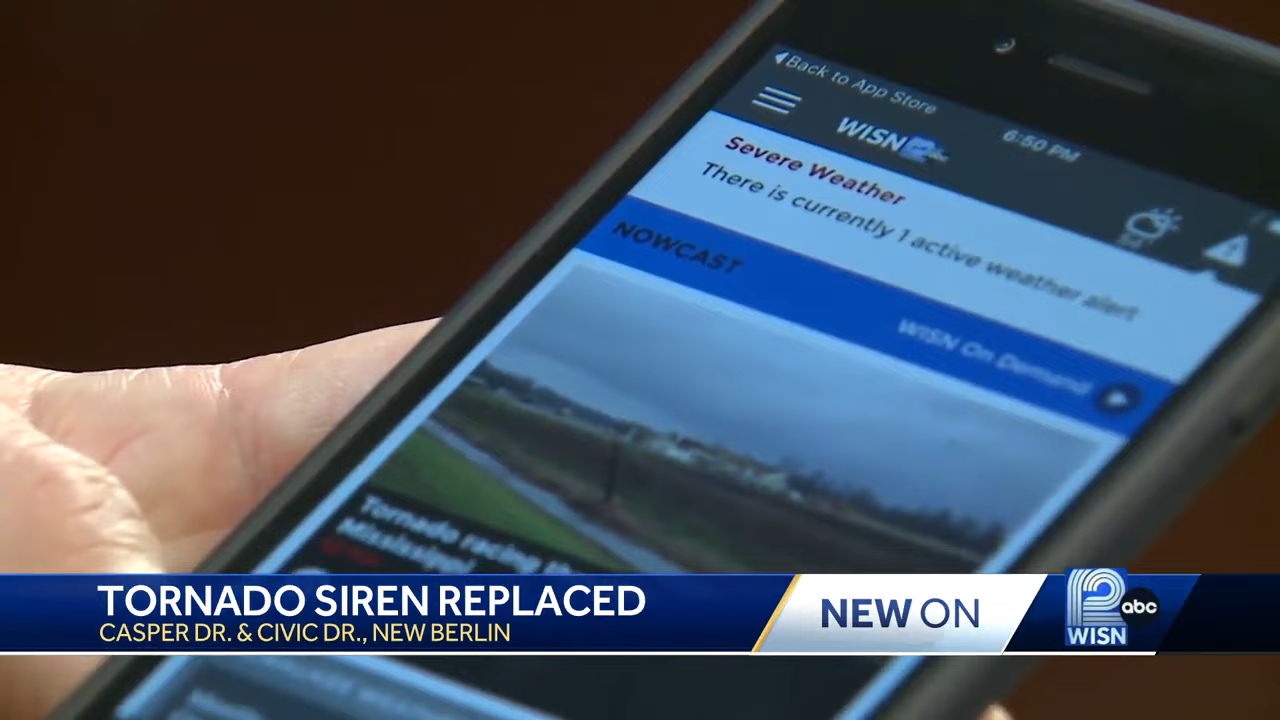 Back to App Store
6:50 PM
WISN
Severe Weather
There is currently 1 active weather alert
NOWCAST
WISN On Demand
Tornado racing
Mississippi
TORNADO SIREN REPLACED
CASPER DR. & CIVIC DR., NEW BERLIN
NEW ON
12
abc
WISN